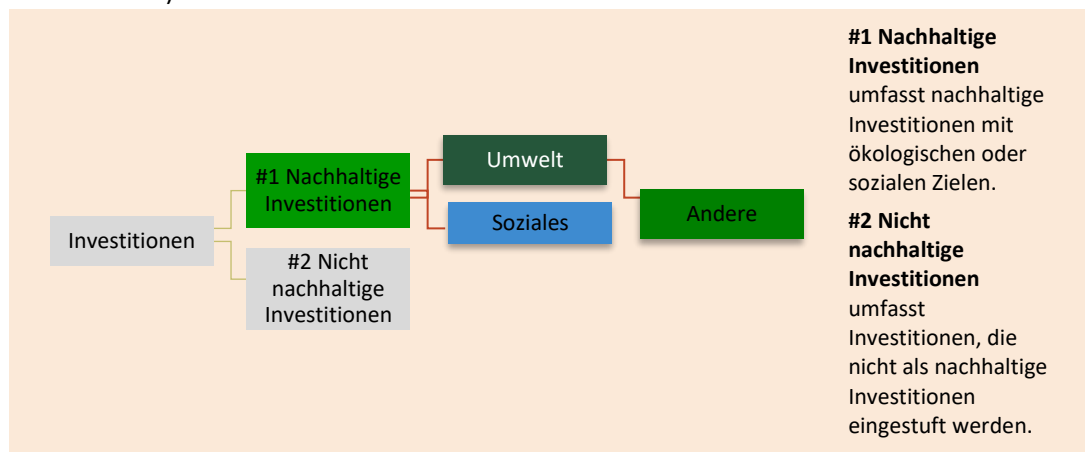 Investitionen
#1 Nachhaltige
Investitionen
#2 Nicht
nachhaltige
Investitionen
Umwelt
Soziales
Andere
#1 Nachhaltige
Investitionen
umfasst nachhaltige
Investitionen mit
ökologischen oder
sozialen Zielen.
#2 Nicht
nachhaltige
Investitionen
umfasst
Investitionen, die
nicht als nachhaltige
Investitionen
eingestuft werden.